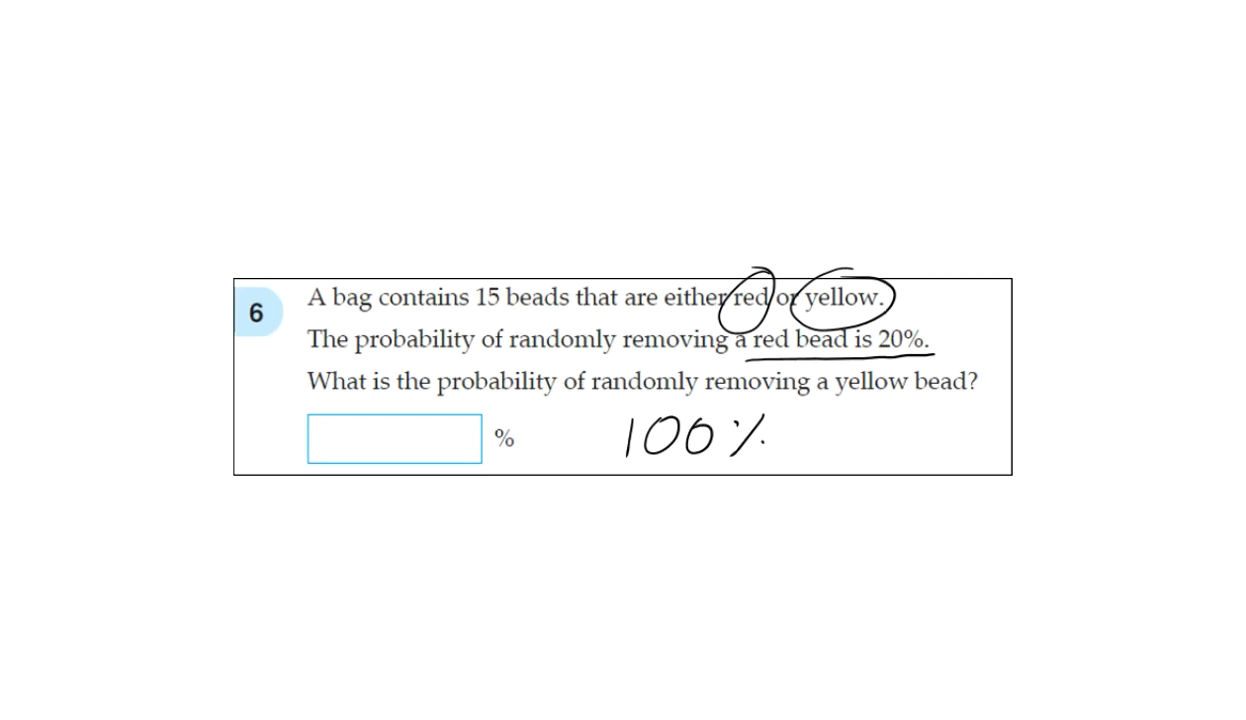 6
A bag contains 15 beads that are either red or yellow.
The probability of randomly removing a red bead is 20%.
What is the probability of randomly removing a yellow bead?
% 100%